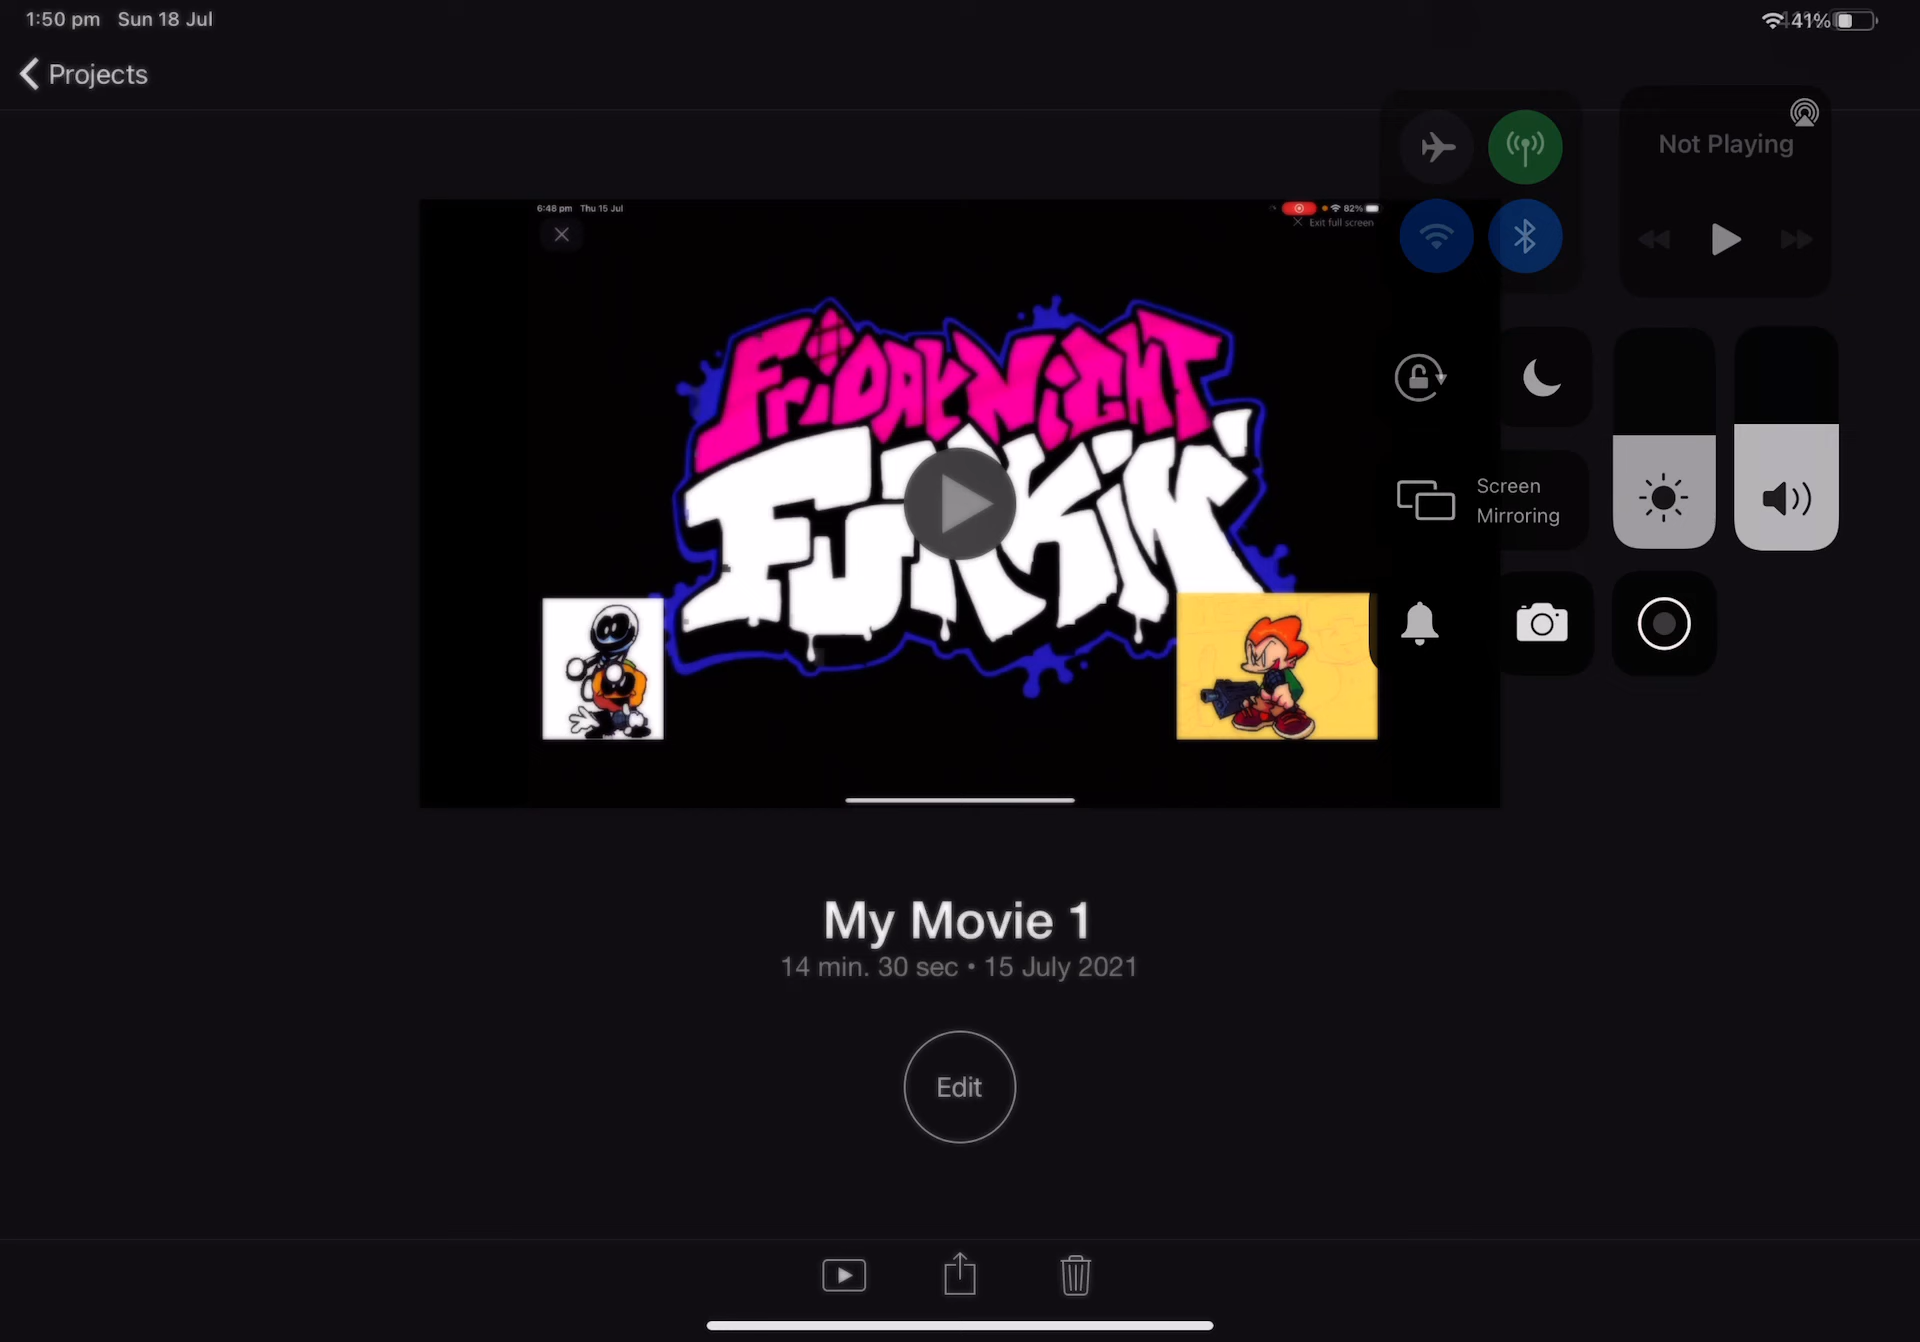 1:50 pm Sun 18 Jul
41%
Projects
Not Playing
6:48 pm Thu 15 Jul
82%
Exit full screen
FRiDAY NiGHT
FUNKiN'
Screen
Mirroring
My Movie 1
14 min. 30 sec • 15 July 2021
Edit